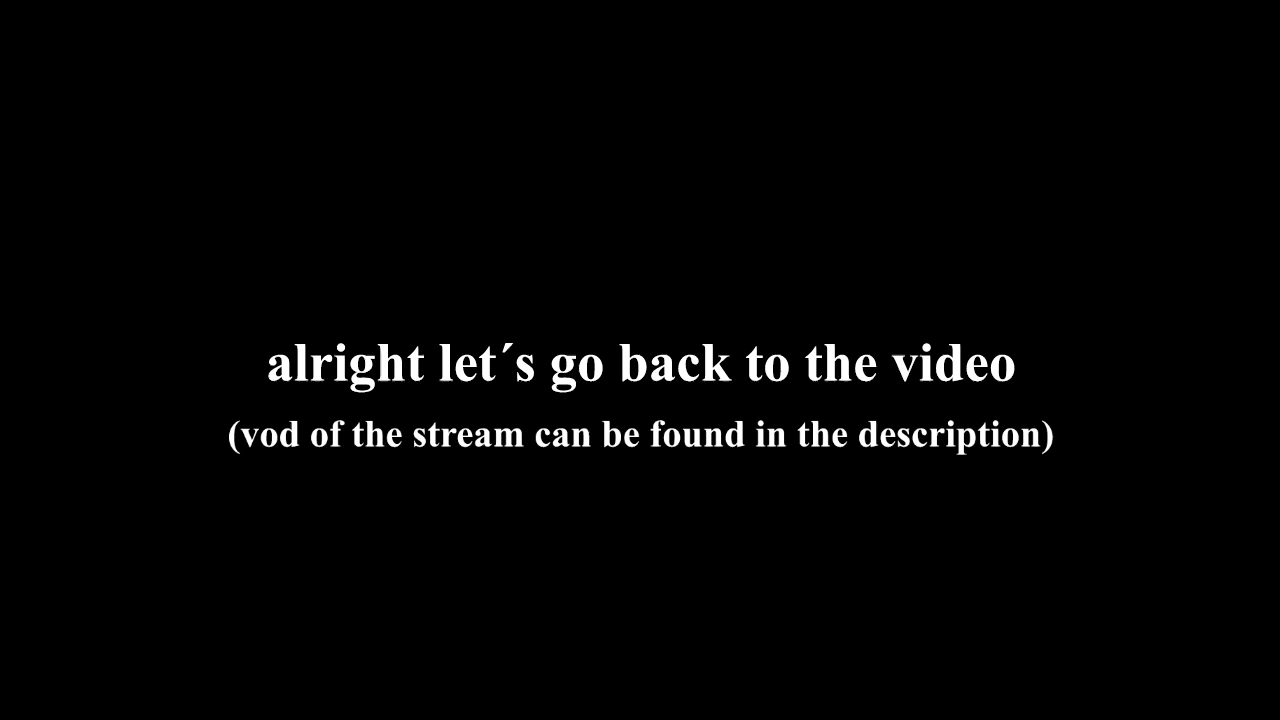 alright let´s go back to the video
(vod of the stream can be found in the description)